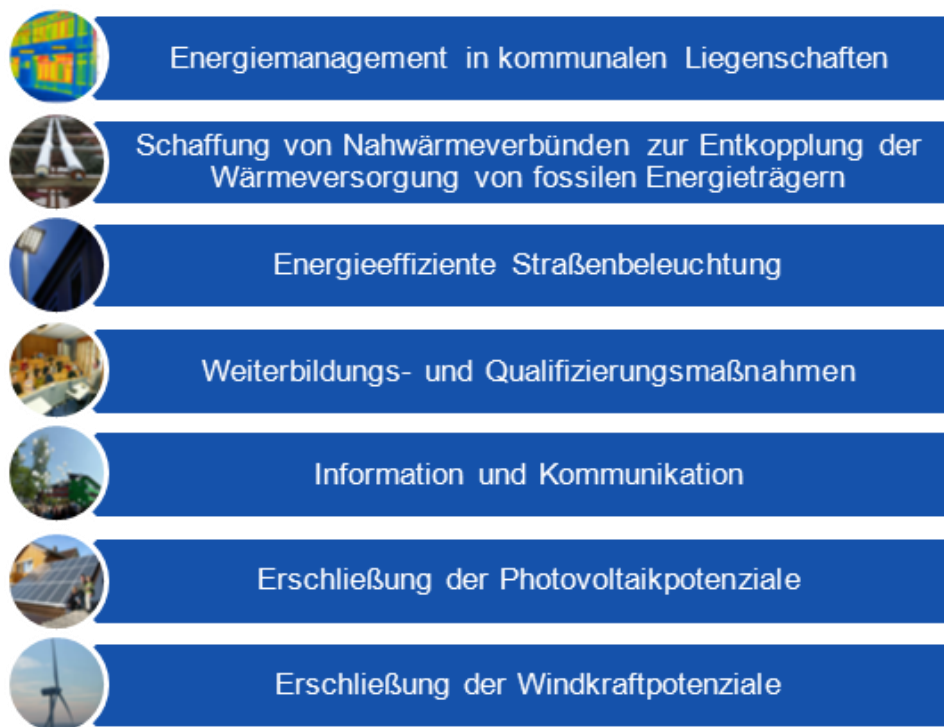 Energiemanagement in kommunalen Liegenschaften
Schaffung von Nahwärmeverbünden zur Entkopplung der
Wärmeversorgung von fossilen Energieträgern
Energieeffiziente Straßenbeleuchtung
Weiterbildungs- und Qualifizierungsmaßnahmen
Information und Kommunikation
Erschließung der Photovoltaikpotenziale
Erschließung der Windkraftpotenziale